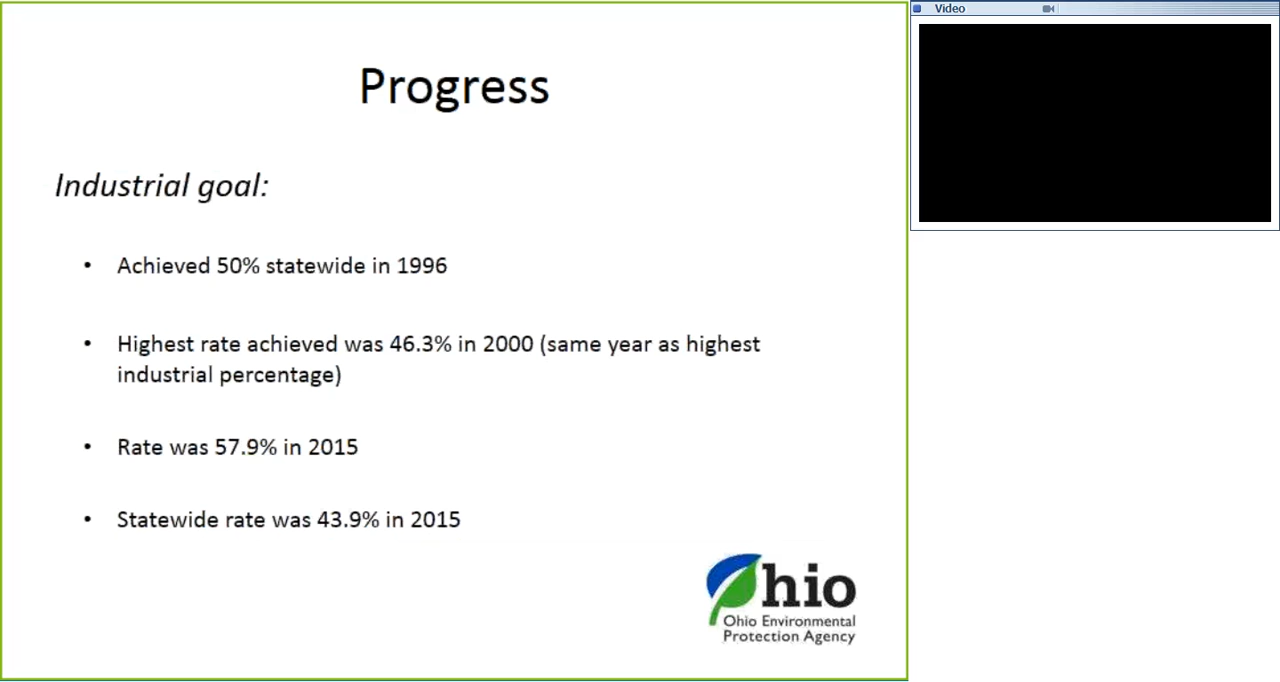 Video
Progress
Industrial goal:
• Achieved 50% statewide in 1996
• Highest rate achieved was 46.3% in 2000 (same year as highest
industrial percentage)
• Rate was 57.9% in 2015
• Statewide rate was 43.9% in 2015
Ohio
Ohio Environmental
Protection Agency